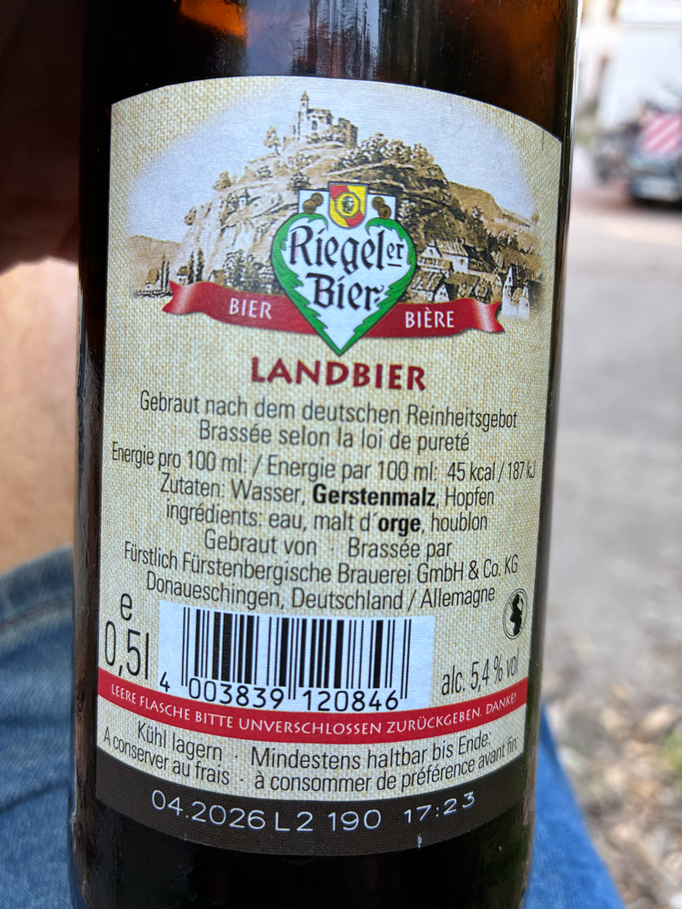 Riegeler
Bier
BIER
BIÈRE
LANDBIER
Gebraut nach dem deutschen Reinheitsgebot
Brassée selon la loi de pureté
Energie pro 100 ml: / Energie par 100 ml: 45 kcal / 187 kJ
Zutaten: Wasser, Gerstenmalz, Hopfen
ingrédients: eau, malt d´orge, houblon
Gebraut von · Brassée par
Fürstlich Fürstenbergische Brauerei GmbH & Co. KG
Donaueschingen, Deutschland / Allemagne
e
0,5l
4 003839 120846
alc. 5,4 % vol
LEERE FLASCHE BITTE UNVERSCHLOSSEN ZURÜCKGEBEN. DANKE!
Kühl lagern · Mindestens haltbar bis Ende:
A conserver au frais · à consommer de préférence avant fin:
04.2026 L 2 190 17:23